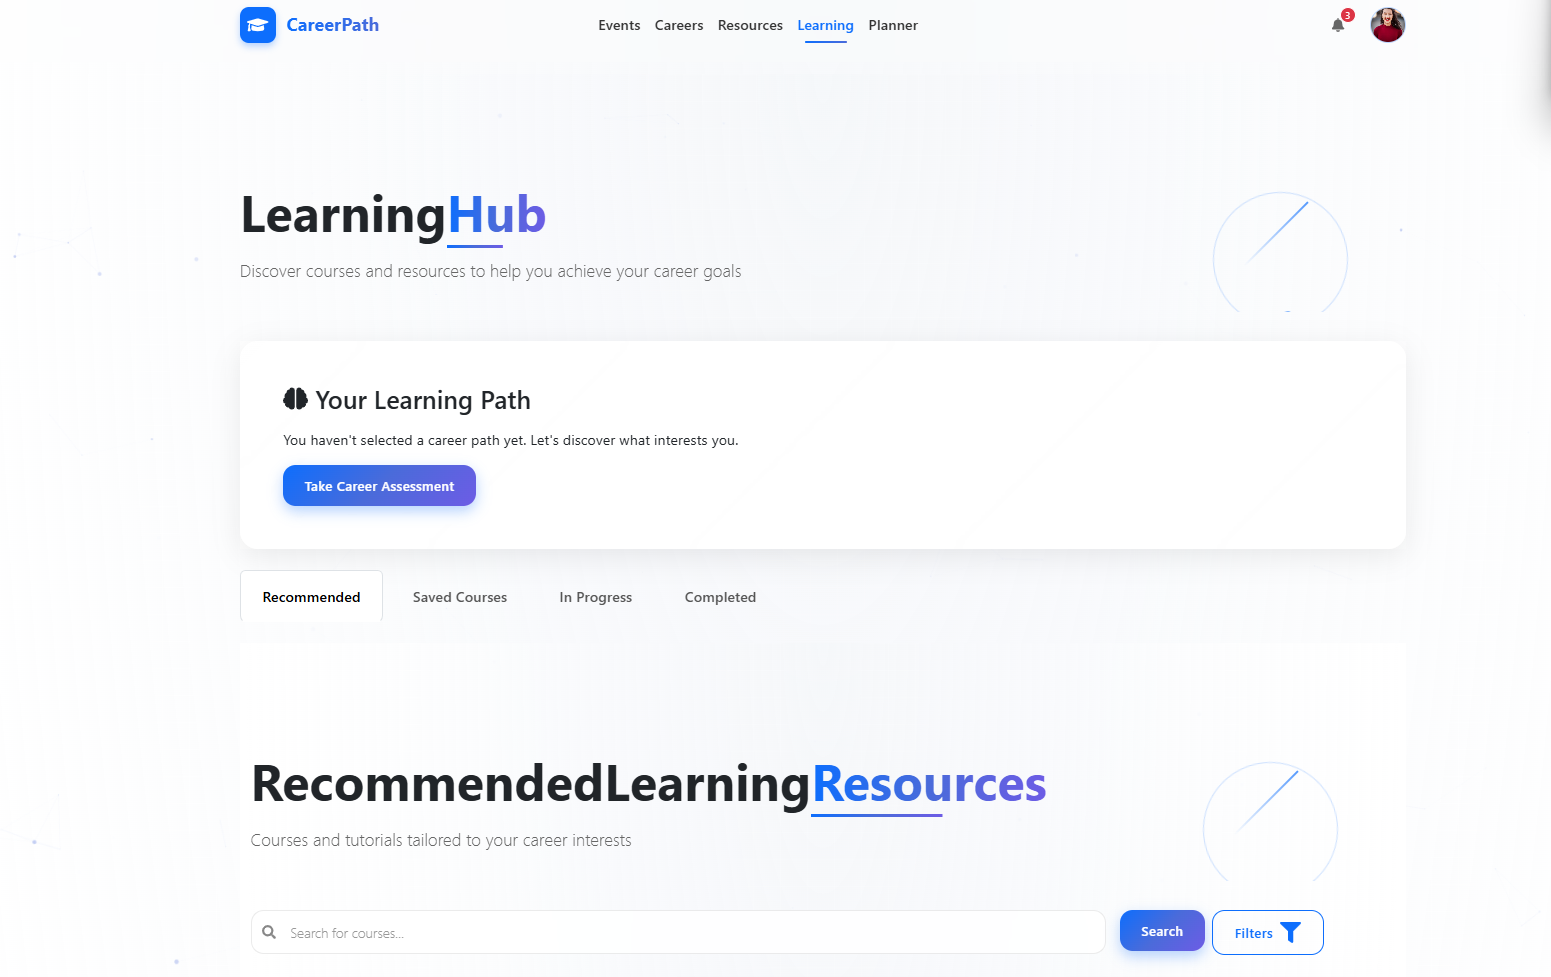 CareerPath
Events Careers Resources Learning Planner
3
LearningHub
Discover courses and resources to help you achieve your career goals
Your Learning Path
You haven't selected a career path yet. Let's discover what interests you.
Take Career Assessment
Recommended Saved Courses In Progress Completed
RecommendedLearningResources
Courses and tutorials tailored to your career interests
Search for courses...
Search
Filters